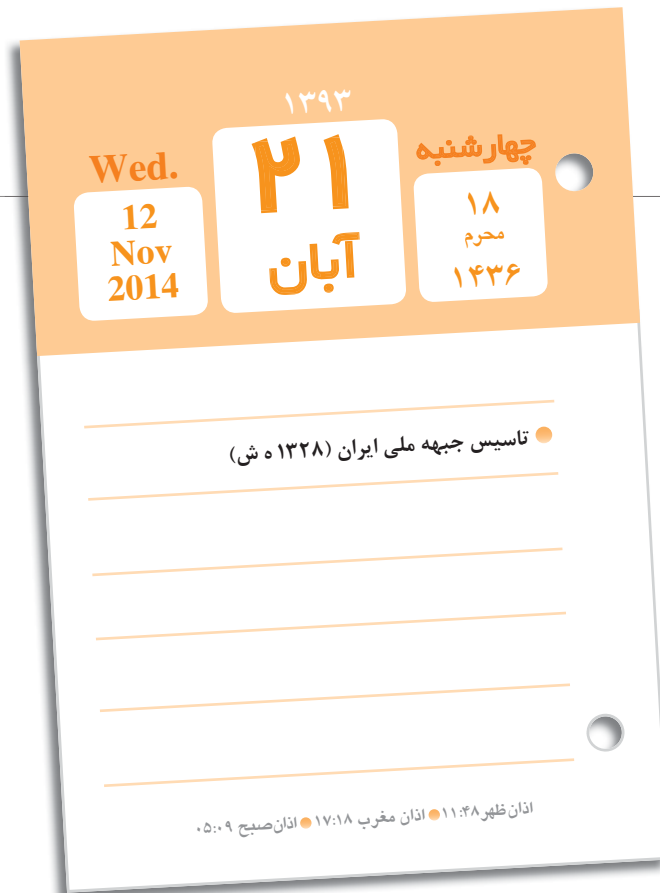 ۱۳۹۳
چهارشنبه
۱۸
محرم
۱۴۳۶
۲۱
آبان
Wed.
12
Nov
2014
تاسیس جبهه ملی ایران (۱۳۲۸ ه ش)
اذان ظهر ۱۱:۴۸ اذان مغرب ۱۷:۱۸ اذان صبح ۰۵:۰۹